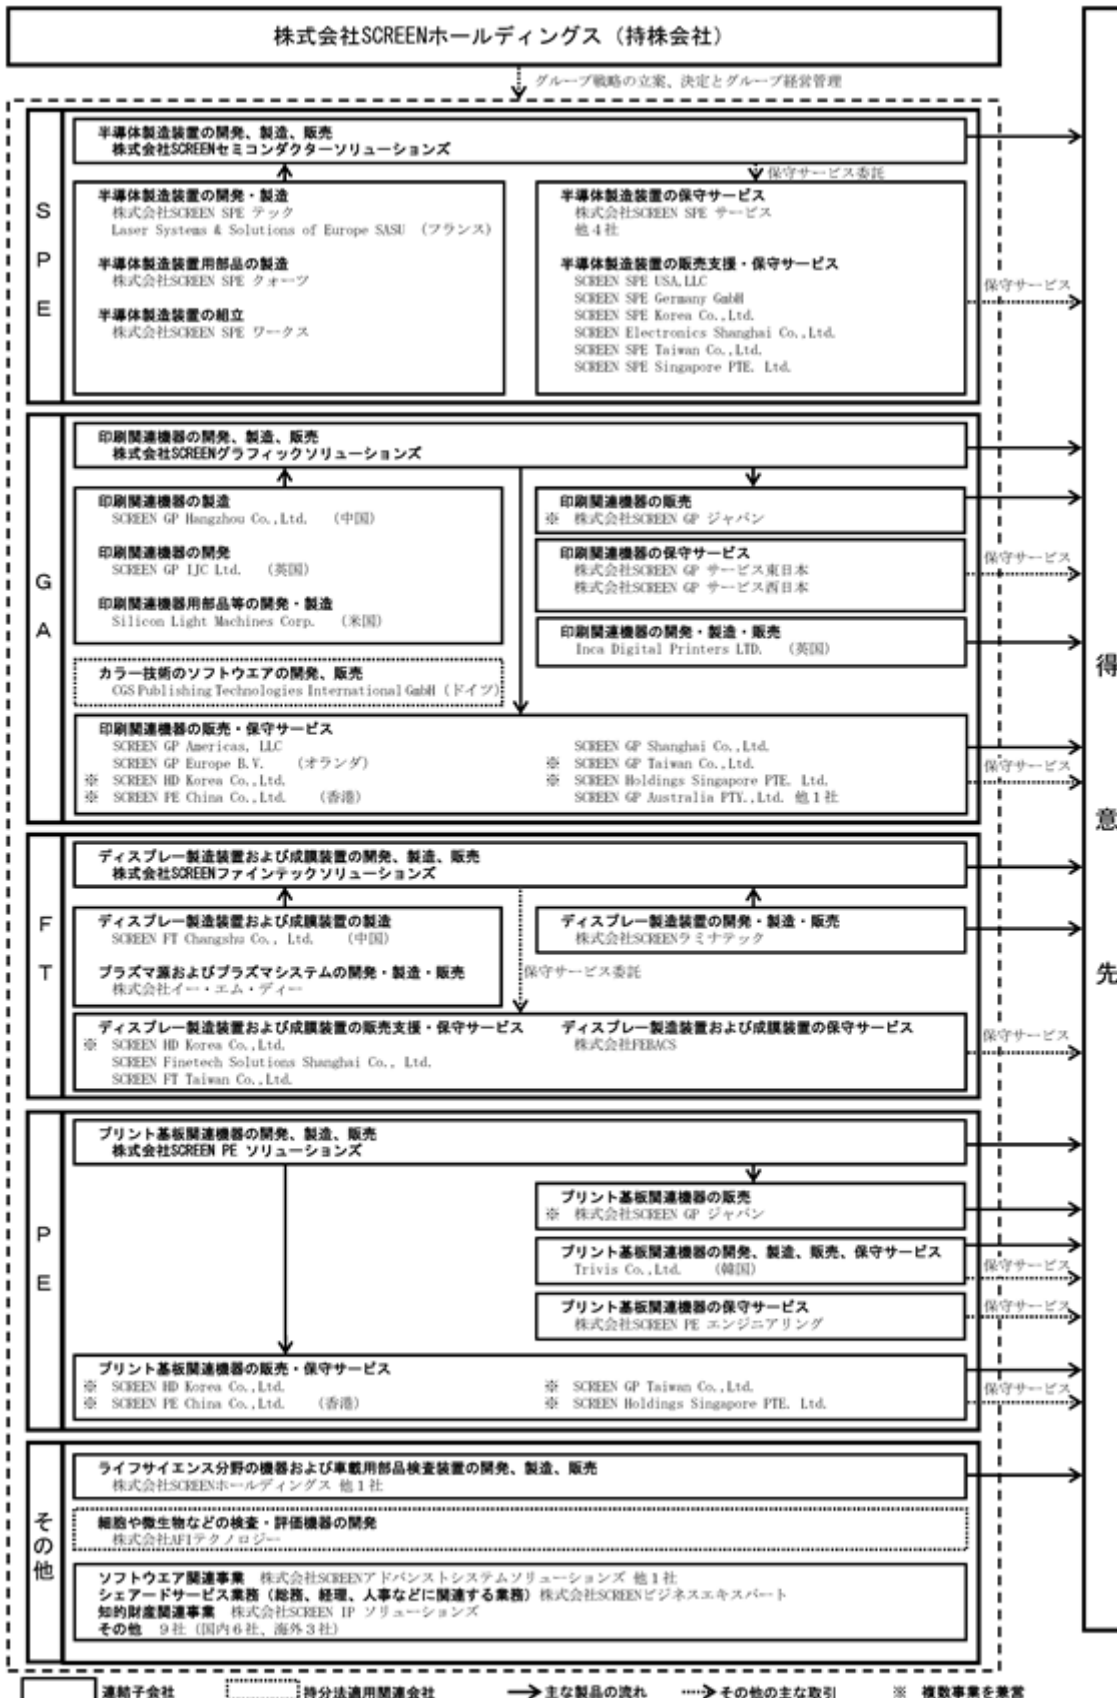 株式会社SCREENホールディングス（持株会社）
グループ戦略の立案、決定とグループ経営管理
SPE
半導体製造装置の開発、製造、販売
株式会社SCREENセミコンダクターソリューションズ
保守サービス委託
半導体製造装置の開発・製造
株式会社SCREEN SPE テック
Laser Systems & Solutions of Europe SASU （フランス）
半導体製造装置用部品の製造
株式会社SCREEN SPE クォーツ
半導体製造装置の組立
株式会社SCREEN SPE ワークス
半導体製造装置の保守サービス
株式会社SCREEN SPE サービス
他４社
半導体製造装置の販売支援・保守サービス
SCREEN SPE USA,LLC
SCREEN SPE Germany GmbH
SCREEN SPE Korea Co.,Ltd.
SCREEN Electronics Shanghai Co.,Ltd.
SCREEN SPE Taiwan Co.,Ltd.
SCREEN SPE Singapore PTE. Ltd.
保守サービス
GA
印刷関連機器の開発、製造、販売
株式会社SCREENグラフィックソリューションズ
印刷関連機器の製造
SCREEN GP Hangzhou Co.,Ltd. （中国）
印刷関連機器の開発
SCREEN GP IJC Ltd. （英国）
印刷関連機器用部品等の開発・製造
Silicon Light Machines Corp. （米国）
印刷関連機器の販売
※ 株式会社SCREEN GP ジャパン
印刷関連機器の保守サービス
株式会社SCREEN GP サービス東日本
株式会社SCREEN GP サービス西日本
保守サービス
印刷関連機器の開発・製造・販売
Inca Digital Printers LTD. （英国）
カラー技術のソフトウエアの開発、販売
CGS Publishing Technologies International GmbH（ドイツ）
印刷関連機器の販売・保守サービス
SCREEN GP Americas, LLC
SCREEN GP Europe B.V. （オランダ）
※ SCREEN HD Korea Co.,Ltd.
※ SCREEN PE China Co.,Ltd. （香港）
SCREEN GP Shanghai Co.,Ltd.
※ SCREEN GP Taiwan Co.,Ltd.
※ SCREEN Holdings Singapore PTE. Ltd.
SCREEN GP Australia PTY.,Ltd. 他１社
保守サービス
FT
ディスプレー製造装置および成膜装置の開発、製造、販売
株式会社SCREENファインテックソリューションズ
ディスプレー製造装置および成膜装置の製造
SCREEN FT Changshu Co., Ltd. （中国）
プラズマ源およびプラズマシステムの開発・製造・販売
株式会社イー・エム・ディー
保守サービス委託
ディスプレー製造装置の開発・製造・販売
株式会社SCREENラミナテック
ディスプレー製造装置および成膜装置の販売支援・保守サービス
※ SCREEN HD Korea Co.,Ltd.
SCREEN Finetech Solutions Shanghai Co., Ltd.
SCREEN FT Taiwan Co.,Ltd.
ディスプレー製造装置および成膜装置の保守サービス
株式会社FEBACS
保守サービス
PE
プリント基板関連機器の開発、製造、販売
株式会社SCREEN PE ソリューションズ
プリント基板関連機器の販売
※ 株式会社SCREEN GP ジャパン
プリント基板関連機器の開発、製造、販売、保守サービス
Trivis Co.,Ltd. （韓国）
保守サービス
プリント基板関連機器の保守サービス
株式会社SCREEN PE エンジニアリング
保守サービス
プリント基板関連機器の販売・保守サービス
※ SCREEN HD Korea Co.,Ltd.
※ SCREEN PE China Co.,Ltd. （香港）
※ SCREEN GP Taiwan Co.,Ltd.
※ SCREEN Holdings Singapore PTE. Ltd.
保守サービス
その他
ライフサイエンス分野の機器および車載用部品検査装置の開発、製造、販売
株式会社SCREENホールディングス 他１社
細胞や微生物などの検査・評価機器の開発
株式会社AFIテクノロジー
ソフトウエア関連事業 株式会社SCREENアドバンストシステムソリューションズ 他１社
シェアードサービス業務（総務、経理、人事などに関連する業務）株式会社SCREENビジネスエキスパート
知的財産関連事業 株式会社SCREEN IP ソリューションズ
その他 ９社（国内６社、海外３社）
得意先
連結子会社 持分法適用関連会社 主な製品の流れ その他の主な取引 ※ 複数事業を兼営